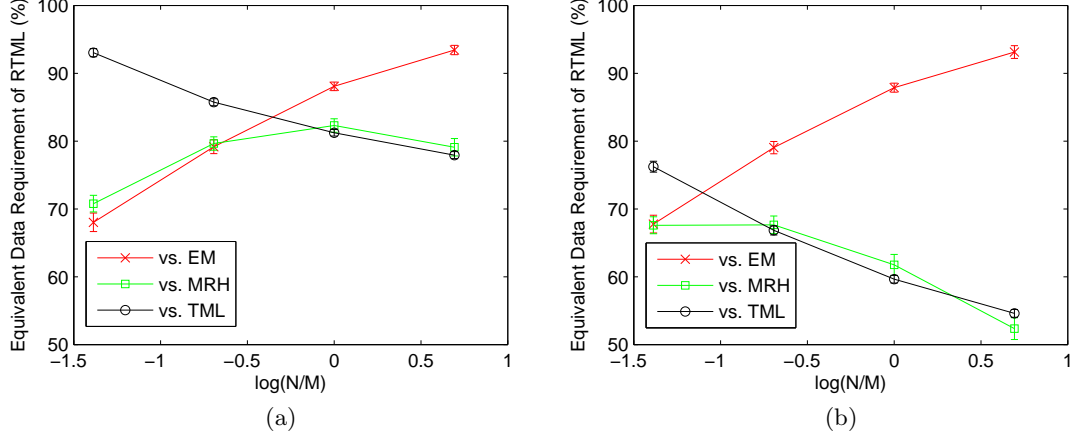 Equivalent Data Requirement of RTML (%)
100
90
80
70
60
50
vs. EM
vs. MRH
vs. TML
−1.5
−1
−0.5
0
0.5
1
log(N/M)
(a)
Equivalent Data Requirement of RTML (%)
100
90
80
70
60
50
vs. EM
vs. MRH
vs. TML
−1.5
−1
−0.5
0
0.5
1
log(N/M)
(b)